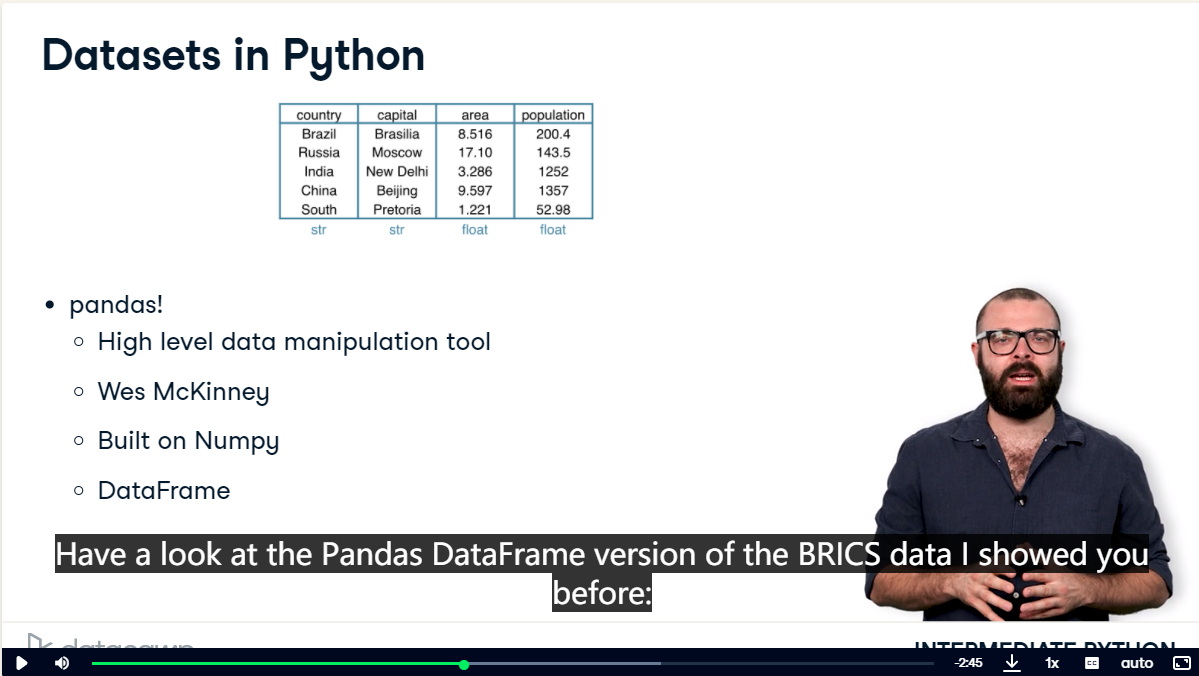 Datasets in Python
country capital area population
Brazil Brasilia 8.516 200.4
Russia Moscow 17.10 143.5
India New Delhi 3.286 1252
China Beijing 9.597 1357
South Pretoria 1.221 52.98
str str float float
• pandas!
○ High level data manipulation tool
○ Wes McKinney
○ Built on Numpy
○ DataFrame
Have a look at the Pandas DataFrame version of the BRICS data I showed you
before:
datacamp
INTERMEDIATE PYTHON
-2:45 1x CC auto